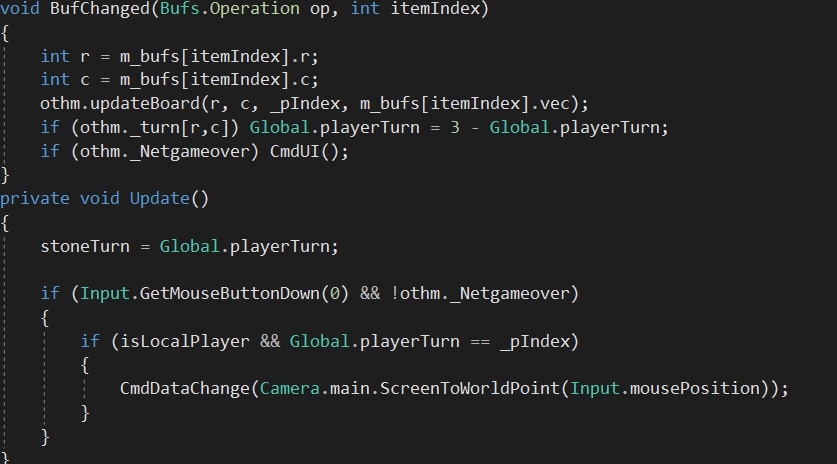 void BufChanged(Bufs.Operation op, int itemIndex)
{
    int r = m_bufs[itemIndex].r;
    int c = m_bufs[itemIndex].c;
    othm.updateBoard(r, c, _pIndex, m_bufs[itemIndex].vec);
    if (othm._turn[r,c]) Global.playerTurn = 3 - Global.playerTurn;
    if (othm._Netgameover) CmdUI();
}
private void Update()
{
    stoneTurn = Global.playerTurn;
    if (Input.GetMouseButtonDown(0) && !othm._Netgameover)
    {
        if (isLocalPlayer && Global.playerTurn == _pIndex)
        {
            CmdDataChange(Camera.main.ScreenToWorldPoint(Input.mousePosition));
        }
    }
}